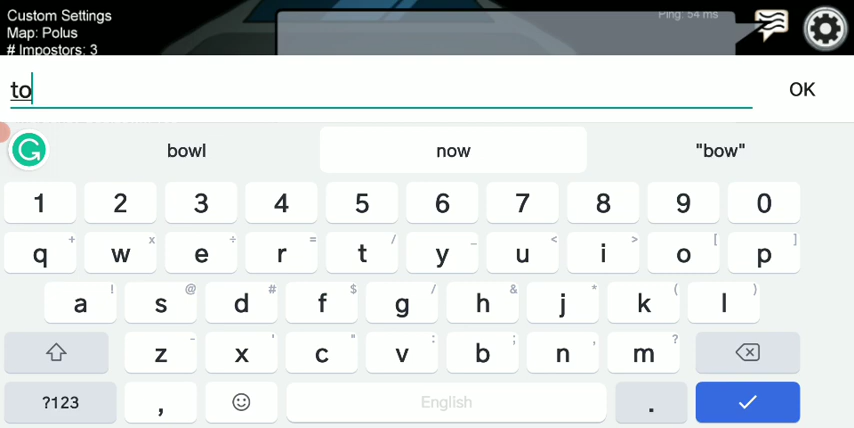 Custom Settings
Map: Polus
# Impostors: 3
Ping: 54 ms
to
OK
bowl now "bow"
1 2 3 4 5 6 7 8 9 0
q + w x e ÷ r = t / y _ u < i > o [ p ]
a ! s @ d # f $ g / h & j * k ( l )
z - x ' c " v : b ; n , m ?
?123 , English .